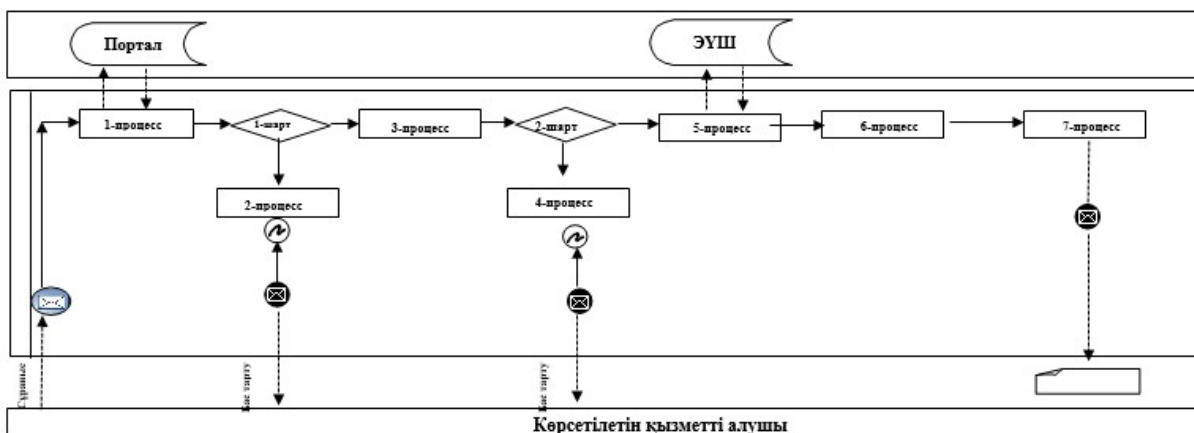 Портал
ЭҮШ
1-процесс
1-шарт
3-процесс
2-шарт
5-процесс
6-процесс
7-процесс
2-процесс
4-процесс
Сұраныс
Бас тарту
Бас тарту
Көрсетілетін қызметті алушы